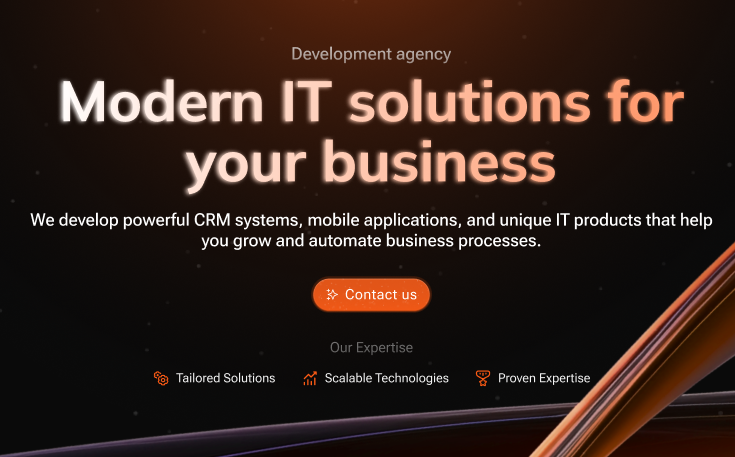 Development agency
Modern IT solutions for
your business
We develop powerful CRM systems, mobile applications, and unique IT products that help
you grow and automate business processes.
Contact us
Our Expertise
Tailored Solutions
Scalable Technologies
Proven Expertise